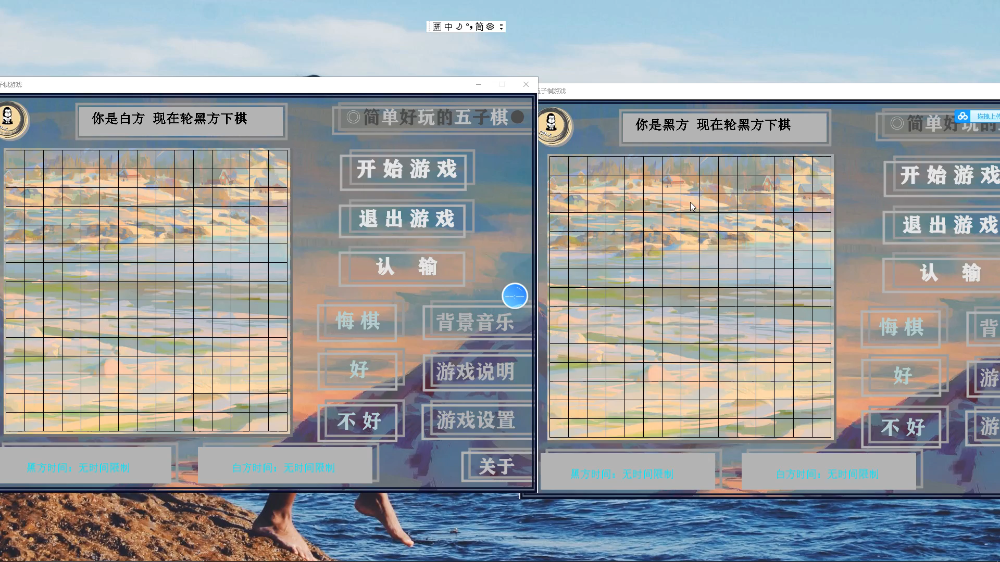 拼 中 简
子棋游戏
你是白方 现在轮黑方下棋
◎简单好玩的五子棋●
开始游戏
退出游戏
认 输
悔棋
背景音乐
好
游戏说明
不好
游戏设置
黑方时间：无时间限制
白方时间：无时间限制
关于
五子棋游戏
你是黑方 现在轮黑方下棋
◎简单好玩的
拖拽上传
开始游戏
退出游戏
认 输
悔棋
背
好
游
不好
游
黑方时间：无时间限制
白方时间：无时间限制